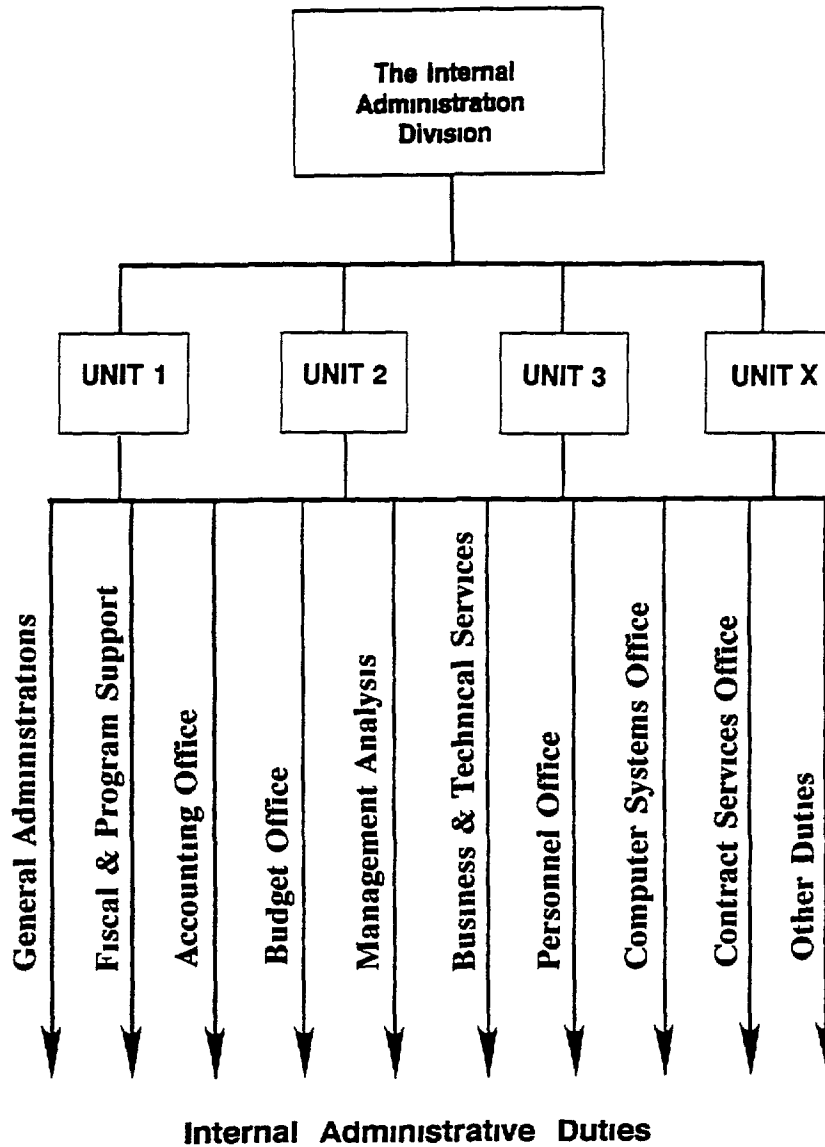 The Internal
Administration
Division
UNIT 1
UNIT 2
UNIT 3
UNIT X
General Administrations
Fiscal & Program Support
Accounting Office
Budget Office
Management Analysis
Business & Technical Services
Personnel Office
Computer Systems Office
Contract Services Office
Other Duties
Internal Administrative Duties